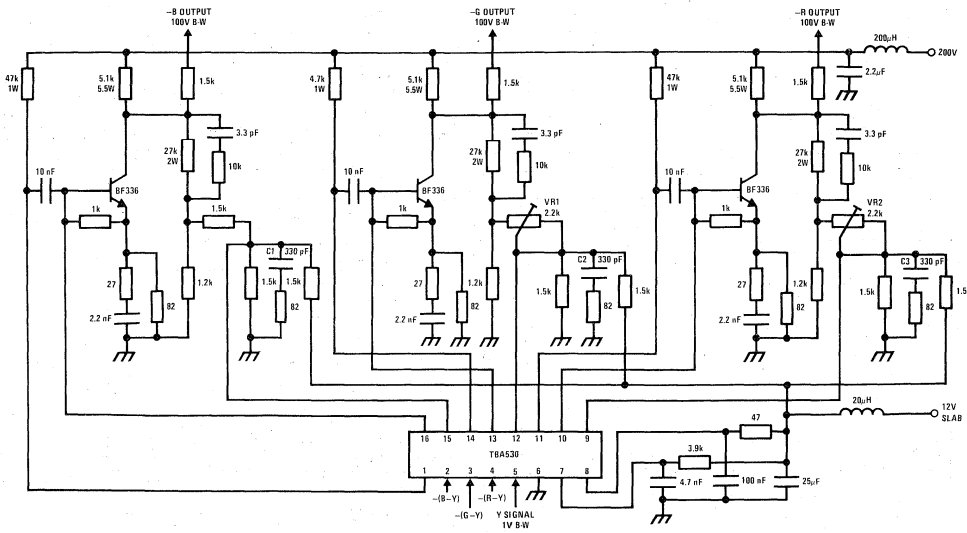 –B OUTPUT
100V B-W
–G OUTPUT
100V B-W
–R OUTPUT
100V B-W
200µH
200V
47k
1W
5.1k
5.5W
1.5k
4.7k
1W
5.1k
5.5W
1.5k
47k
1W
5.1k
5.5W
1.5k
2.2µF
3.3 pF
3.3 pF
3.3 pF
27k
2W
27k
2W
27k
2W
10k
10k
10k
10 nF
BF336
10 nF
BF336
10 nF
BF336
1k
1.5k
1k
VR1
2.2k
1k
VR2
2.2k
C1
330 pF
C2
330 pF
C3
330 pF
27
82
1.2k
1.5k
1.5k
82
27
82
1.2k
1.5k
82
1.5k
27
82
1.2k
1.5k
82
1.5
2.2 nF
2.2 nF
2.2 nF
20µH
12V
SLAB
47
16 15 14 13 12 11 10 9
TBA530
1 2 3 4 5 6 7 8
3.9k
4.7 nF
100 nF
25µF
–(B–Y)
–(R–Y)
–(G–Y)
Y SIGNAL
1V B-W